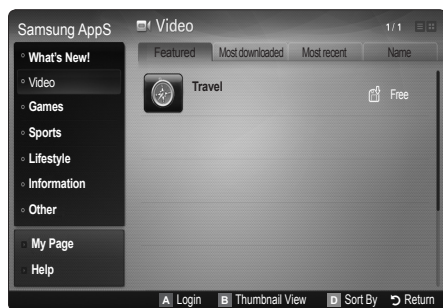 Samsung AppS
Video
1/1
What's New!
Video
Games
Sports
Lifestyle
Information
Other
My Page
Help
Featured
Most downloaded
Most recent
Name
Travel
Free
A Login
B Thumbnail View
D Sort By
Return